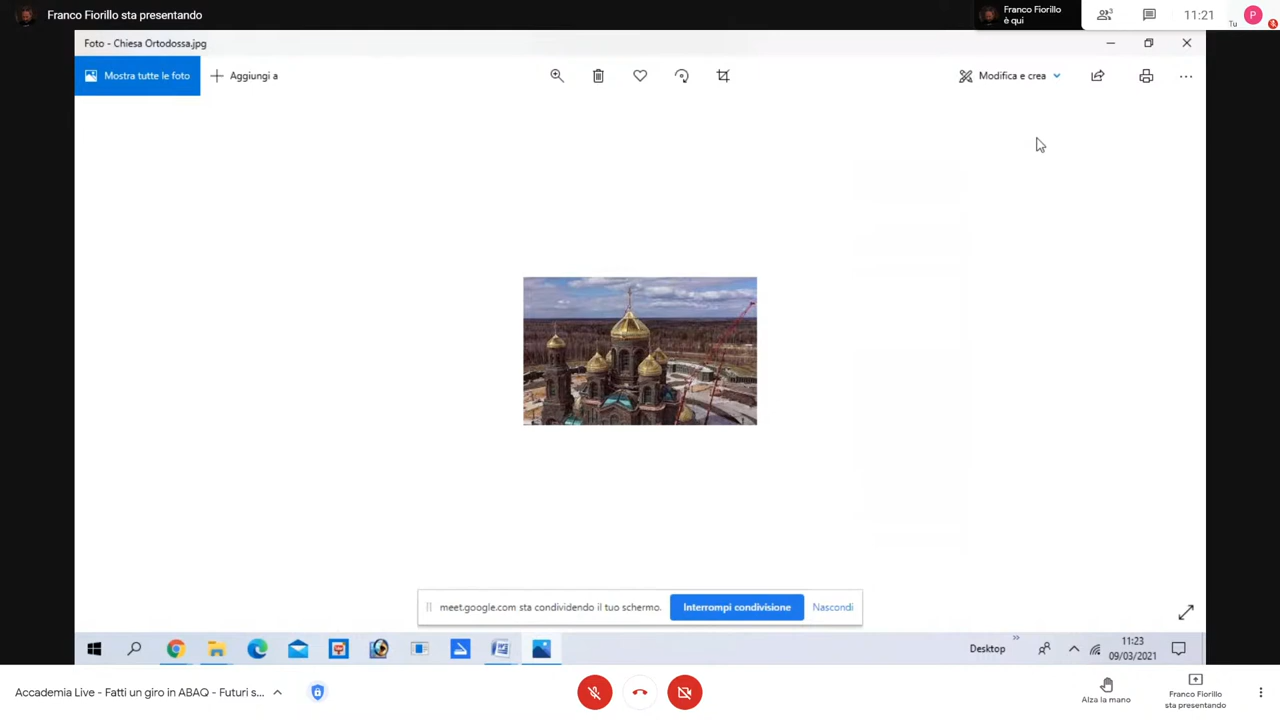 Franco Fiorillo sta presentando
Franco Fiorillo
è qui
3
11:21
Tu
P
Foto - Chiesa Ortodossa.jpg
Mostra tutte le foto
Aggiungi a
Modifica e crea
meet.google.com sta condividendo il tuo schermo.
Interrompi condivisione
Nascondi
Desktop
11:23
09/03/2021
Accademia Live - Fatti un giro in ABAQ - Futuri s...
Alza la mano
Franco Fiorillo
sta presentando